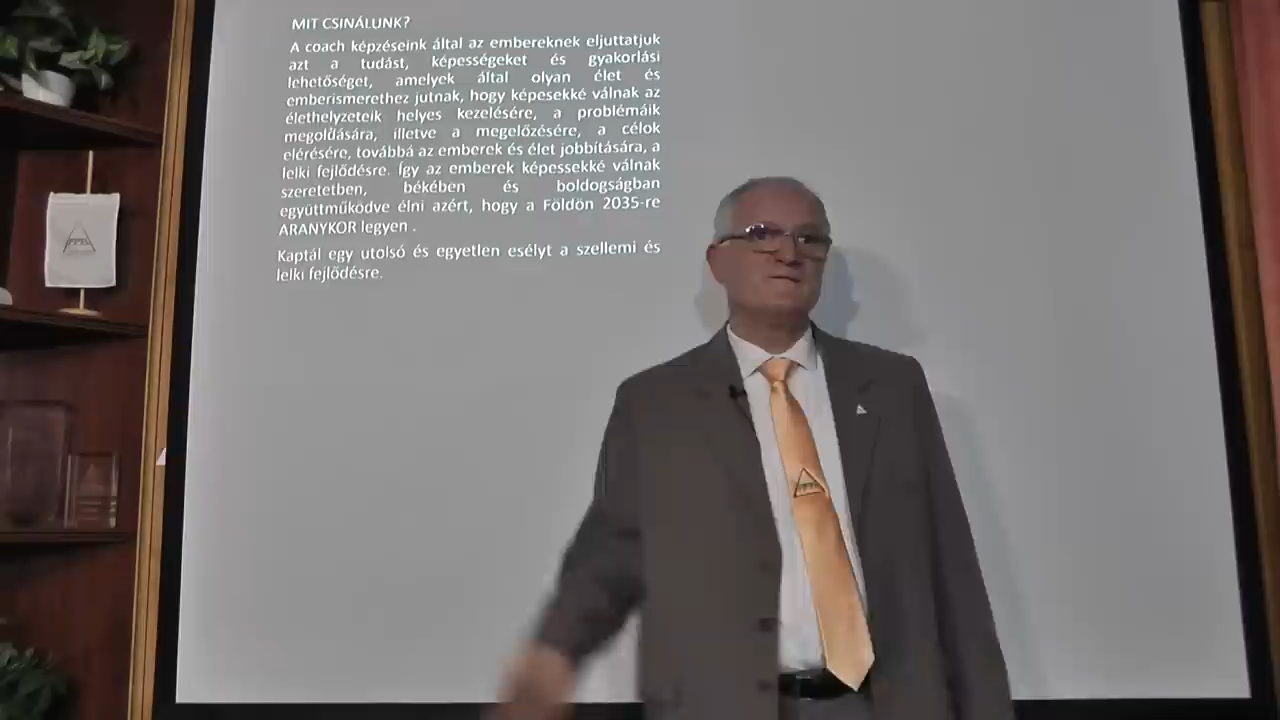 MIT CSINÁLUNK?
A coach képzéseink által az embereknek eljuttatjuk
azt a tudást, képességeket és gyakorlási
lehetőséget, amelyek által olyan élet és
emberismerethez jutnak, hogy képesekké válnak az
élethelyzeteik helyes kezelésére, a problémáik
megoldására, illetve a megelőzésére, a célok
elérésére, továbbá az emberek és élet jobbítására, a
lelki fejlődésre. Így az emberek képessekké válnak
szeretetben, békében és boldogságban
együttműködve élni azért, hogy a Földön 2035-re
ARANYKOR legyen .
Kaptál egy utolsó és egyetlen esélyt a szellemi és
lelki fejlődésre.